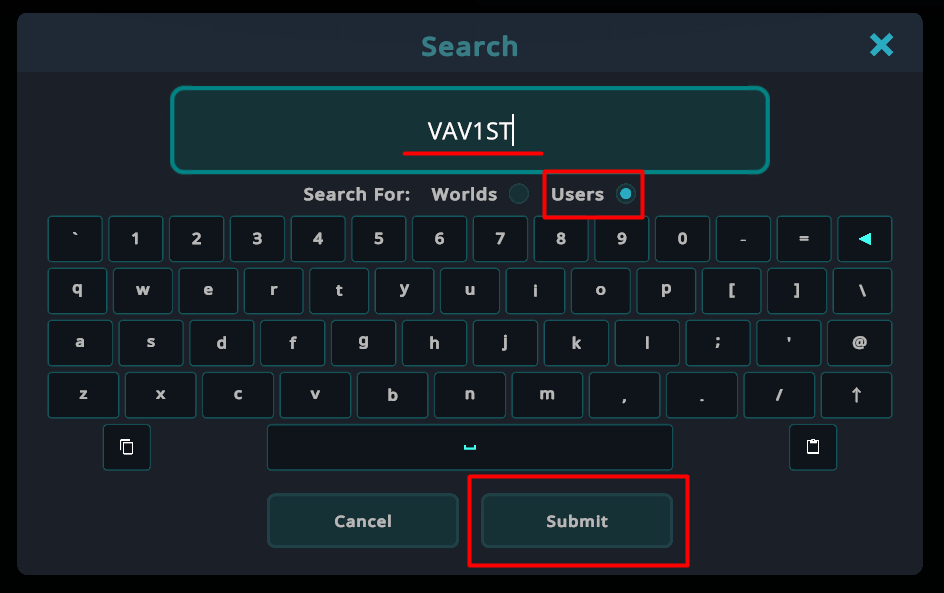 Search
VAV1ST
Search For: Worlds Users
` 1 2 3 4 5 6 7 8 9 0 - =
q w e r t y u i o p [ ] \
a s d f g h j k l ; ' @
z x c v b n m , . / ↑
Cancel Submit